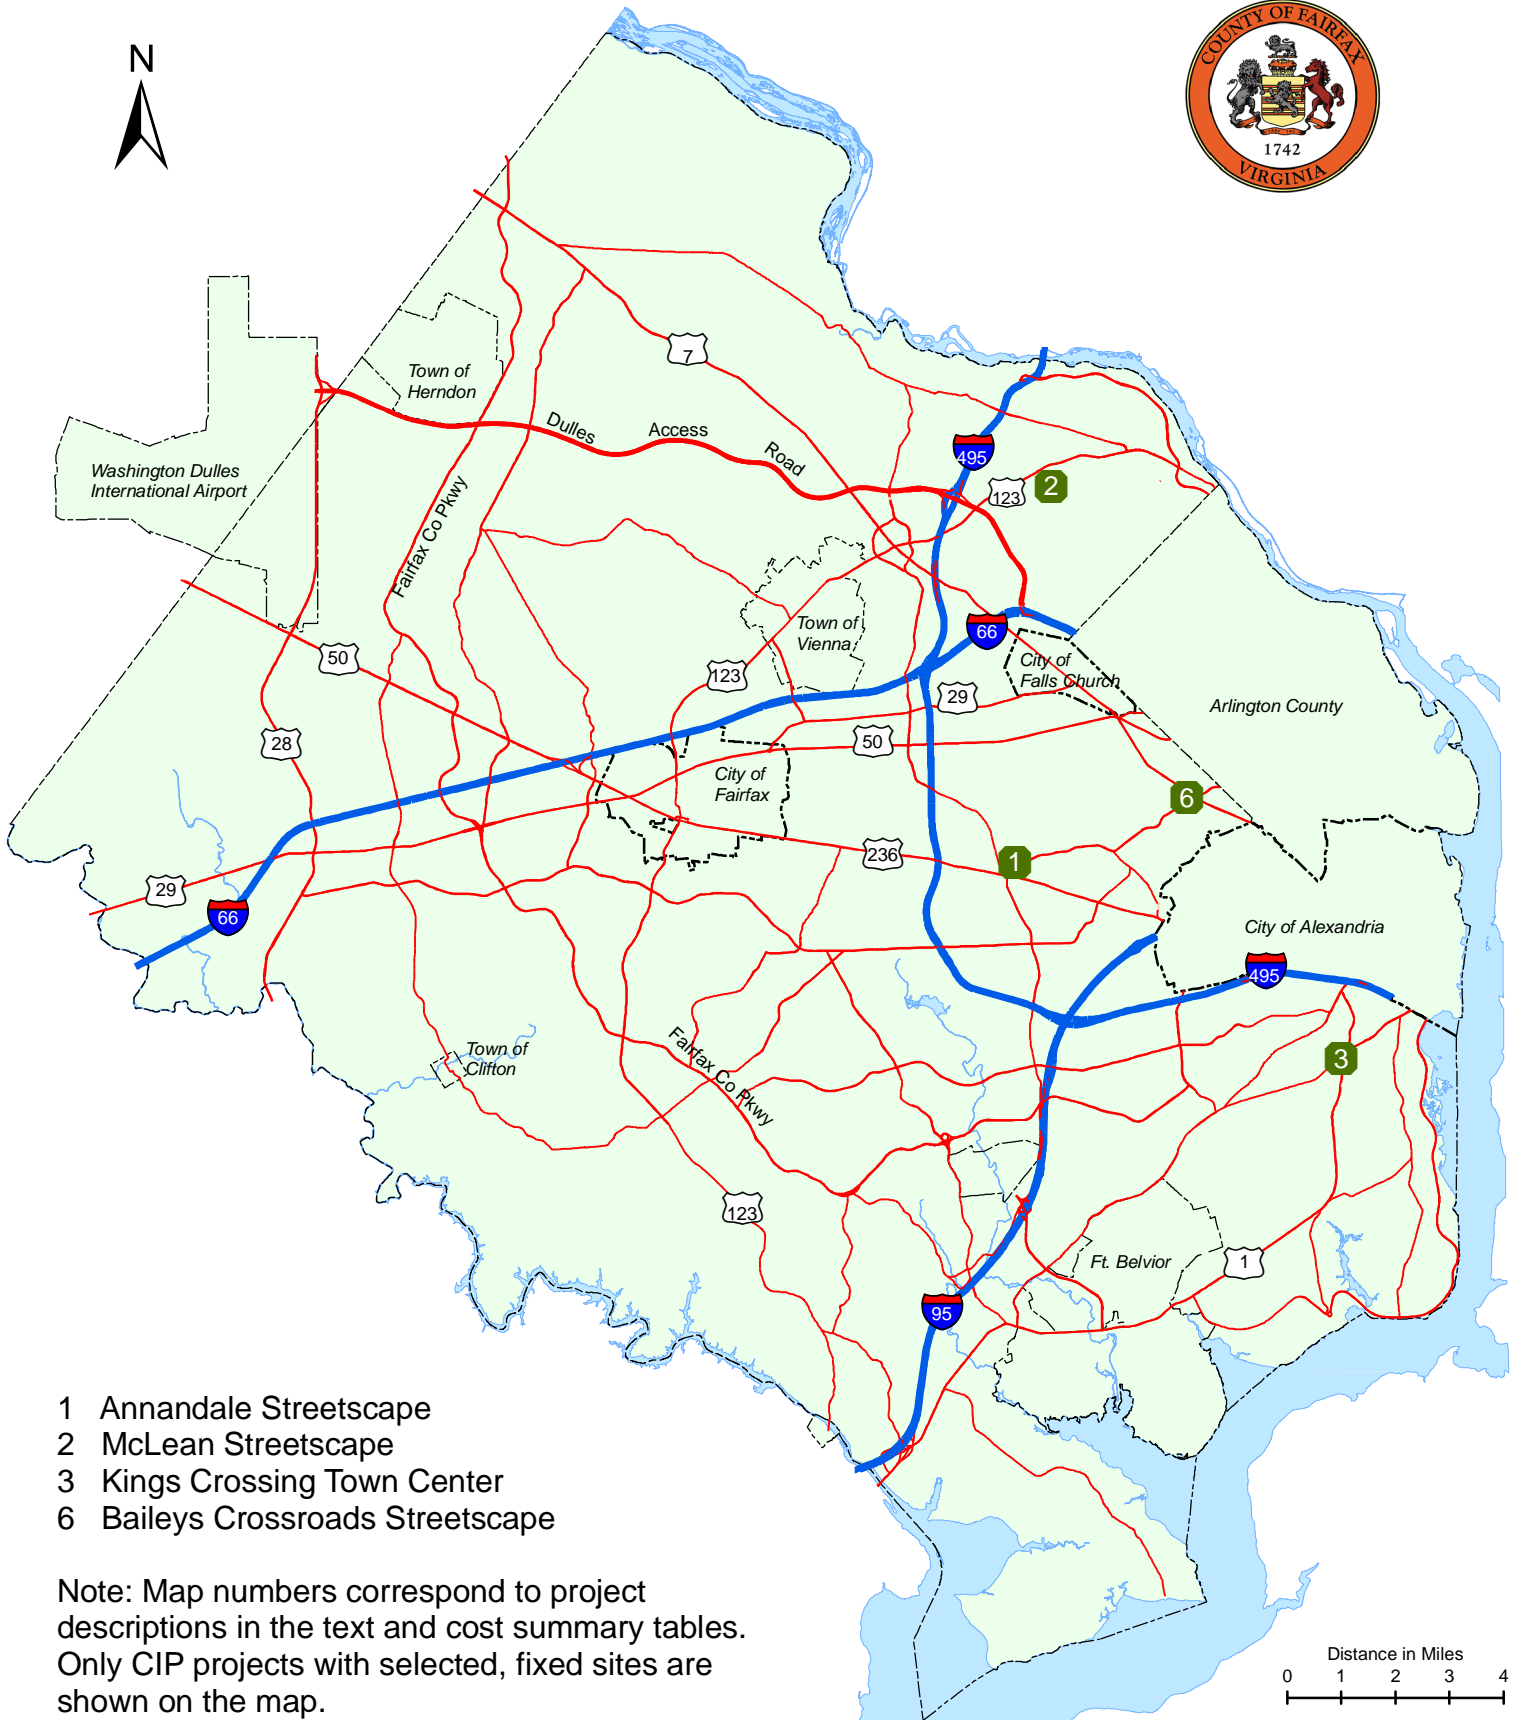 N
COUNTY OF FAIRFAX
1742
VIRGINIA
7
Town of
Herndon
Dulles Access Road
495
Washington Dulles
International Airport
123
2
Fairfax Co Pkwy
Town of
Vienna
66
50
City of
Falls Church
123
29
Arlington County
28
50
City of
Fairfax
6
236
1
29
66
City of Alexandria
495
Town of
Clifton
Fairfax Co Pkwy
3
123
Ft. Belvior
1
95
1 Annandale Streetscape
2 McLean Streetscape
3 Kings Crossing Town Center
6 Baileys Crossroads Streetscape
Note: Map numbers correspond to project
descriptions in the text and cost summary tables.
Only CIP projects with selected, fixed sites are
shown on the map.
Distance in Miles
0 1 2 3 4